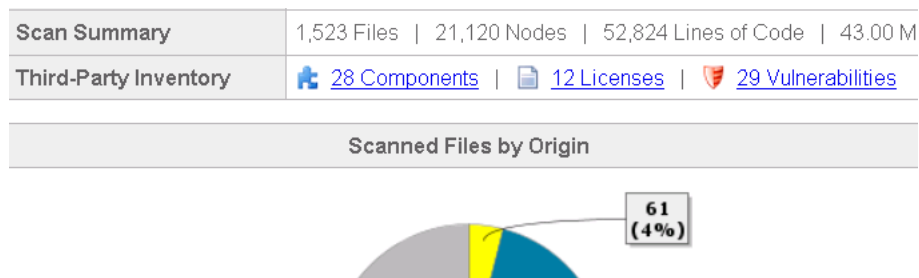 Scan Summary 1,523 Files | 21,120 Nodes | 52,824 Lines of Code | 43.00 M
Third-Party Inventory 28 Components | 12 Licenses | 29 Vulnerabilities
Scanned Files by Origin
61
(4%)